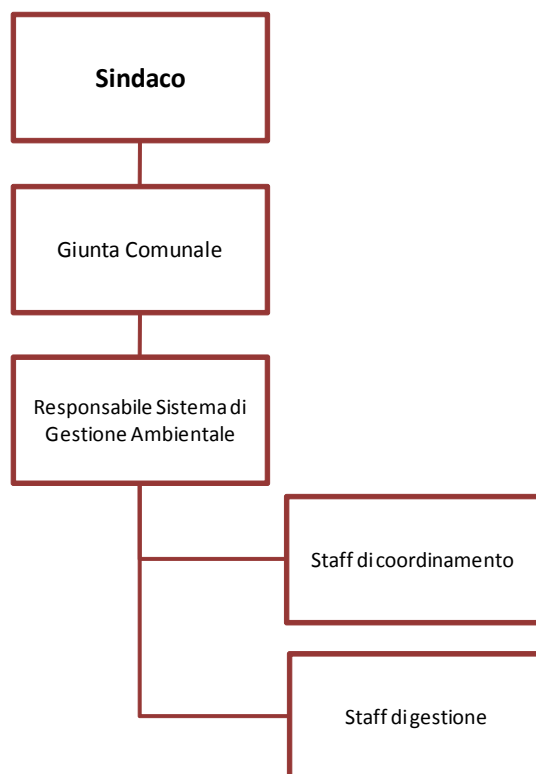 Sindaco
Giunta Comunale
Responsabile Sistema di
Gestione Ambientale
Staff di coordinamento
Staff di gestione